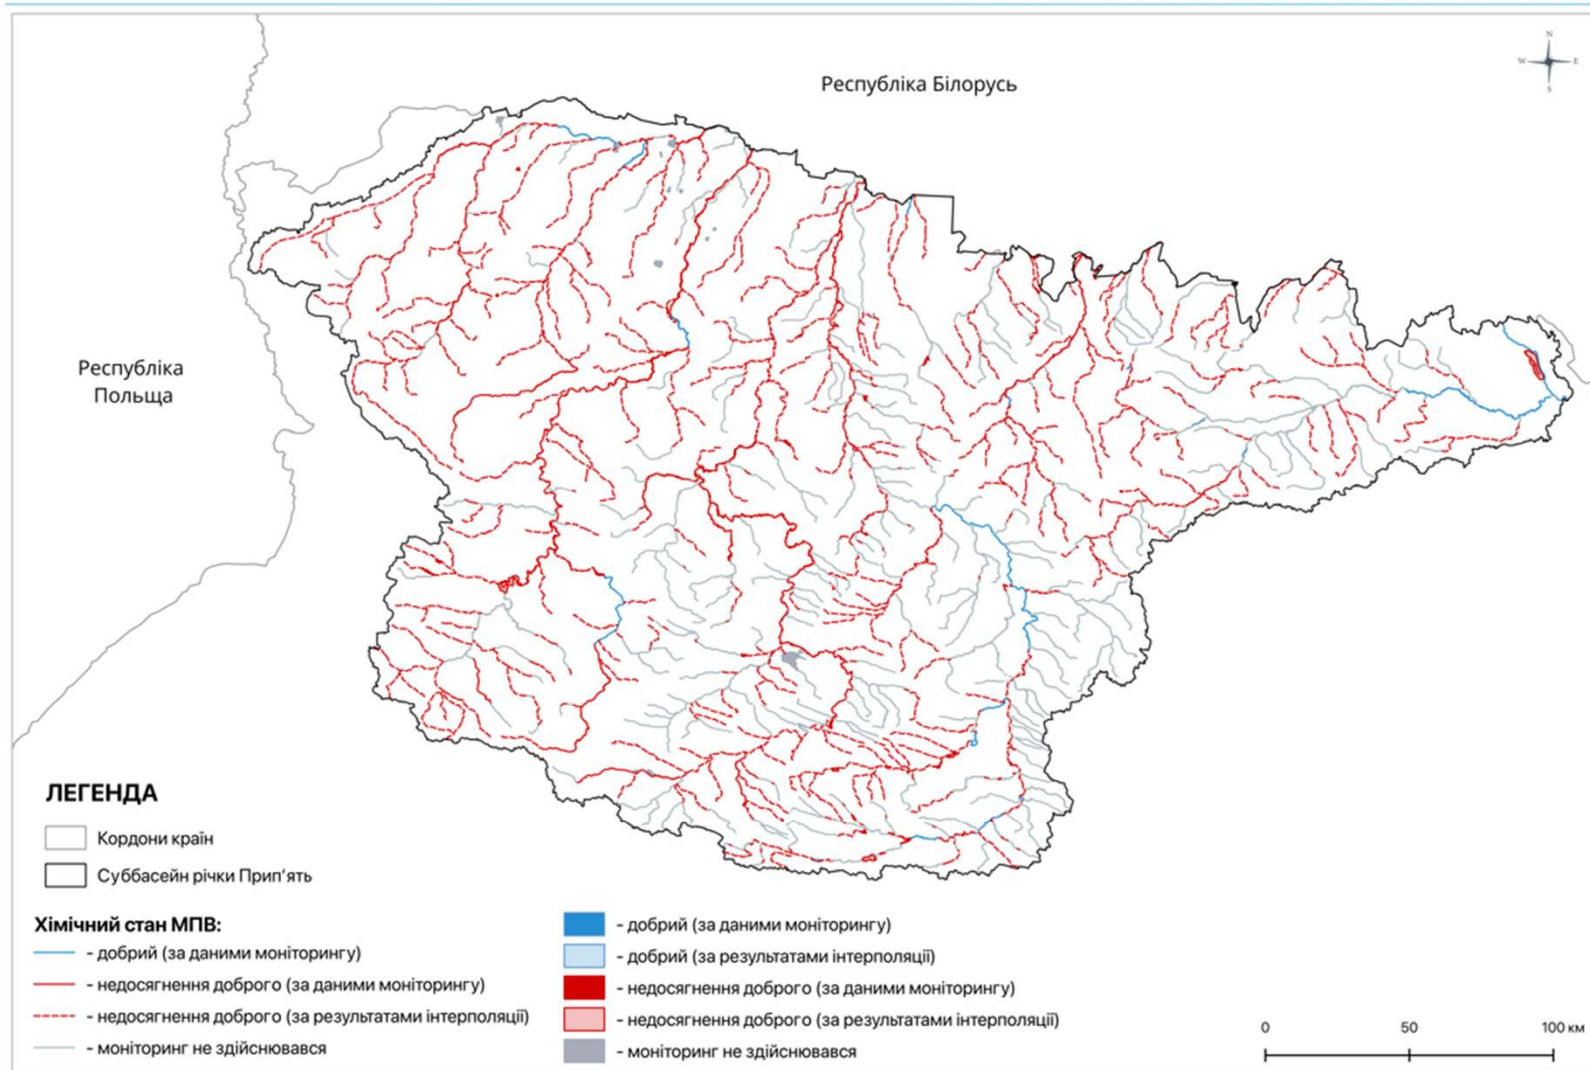 N
W E
S
Республіка Білорусь
Республіка
Польща
ЛЕГЕНДА
Кордони країн
Суббасейн річки Прип’ять
Хімічний стан МПВ:
- добрий (за даними моніторингу)
- недосягнення доброго (за даними моніторингу)
- недосягнення доброго (за результатами інтерполяції)
- моніторинг не здійснювався
- добрий (за даними моніторингу)
- добрий (за результатами інтерполяції)
- недосягнення доброго (за даними моніторингу)
- недосягнення доброго (за результатами інтерполяції)
- моніторинг не здійснювався
0 50 100 км